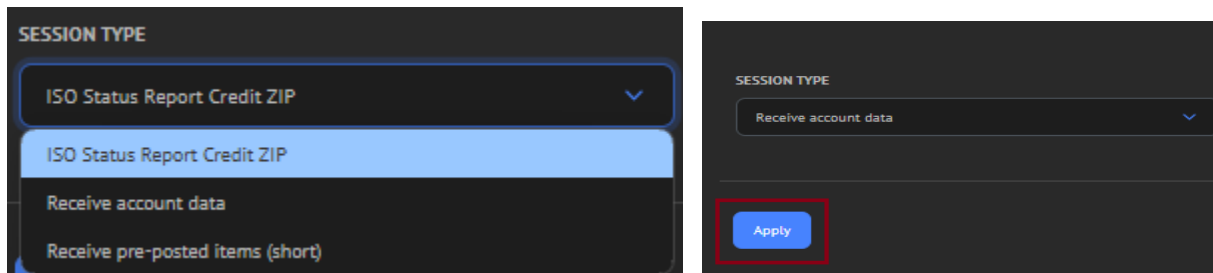 SESSION TYPE
ISO Status Report Credit ZIP
ISO Status Report Credit ZIP
Receive account data
Receive pre-posted items (short)
SESSION TYPE
Receive account data
Apply